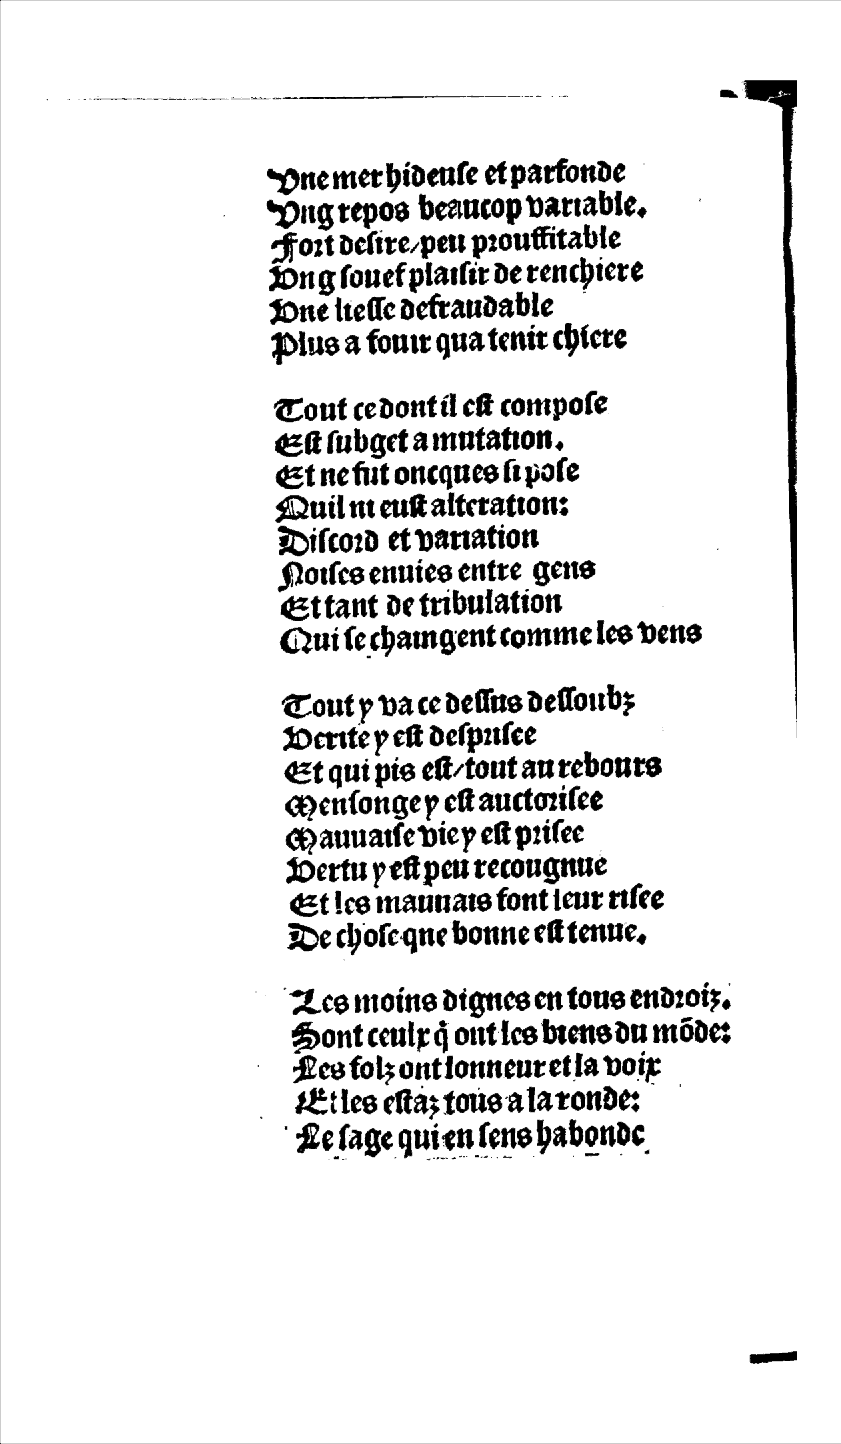 Vne mer hideuſe et parfonde
Vng repos beaucop variable.
Fort deſire/peu prouffitable
Vng ſouef plaiſir de renchiere
Vne lieſſe defraudable
Plus a fouir qua tenir chiere
Tout ce dont il eſt compoſe
Eſt ſubget a mutation.
Et ne fut oncques ſi poſe
Quil ni euſt alteration:
Diſcord et variation
Noiſes enuies entre gens
Et tant de tribulation
Qui ſe chaingent comme les vens
Tout y va ce deſſus deſſoubz
Verite y eſt deſpriſee
Et qui pis eſt/tout au rebours
Menſonge y eſt auctoriſee
Mauuaiſe vie y eſt priſee
Vertu y eſt peu recougnue
Et les mauuais font leur riſee
De choſe que bonne eſt tenue.
Les moins dignes en tous endroiz.
Sont ceulx q̃ ont les biens du mõde:
Les folz ont lonneur et la voix
Et les eſtaz tous a la ronde:
Le ſage qui en ſens habonde